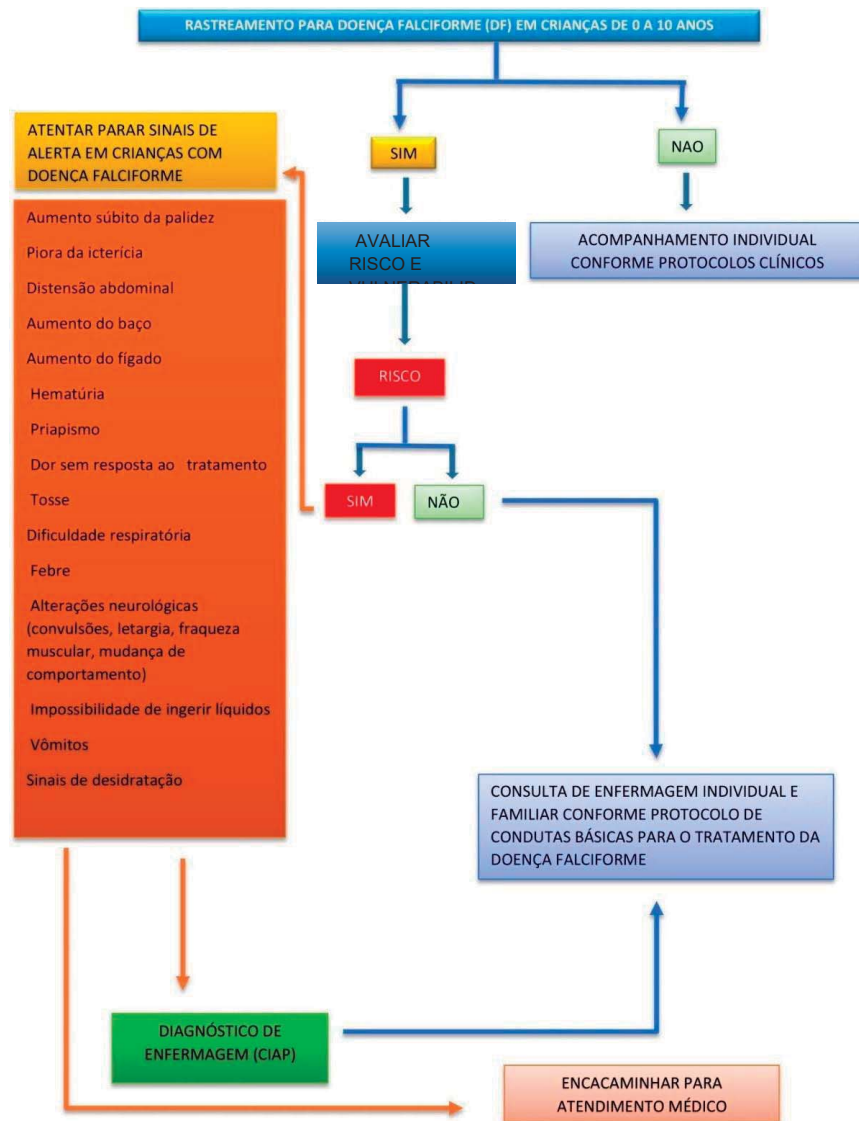 RASTREAMENTO PARA DOENÇA FALCIFORME (DF) EM CRIANÇAS DE 0 A 10 ANOS
ATENTAR PARAR SINAIS DE
ALERTA EM CRIANÇAS COM
DOENÇA FALCIFORME
SIM
NAO
AVALIAR
RISCO E
ACOMPANHAMENTO INDIVIDUAL
CONFORME PROTOCOLOS CLÍNICOS
Aumento súbito da palidez
Piora da icterícia
Distensão abdominal
Aumento do baço
Aumento do fígado
Hematúria
Priapismo
Dor sem resposta ao tratamento
Tosse
Dificuldade respiratória
Febre
Alterações neurológicas
(convulsões, letargia, fraqueza
muscular, mudança de
comportamento)
Impossibilidade de ingerir líquidos
Vômitos
Sinais de desidratação
RISCO
SIM
NÃO
CONSULTA DE ENFERMAGEM INDIVIDUAL E
FAMILIAR CONFORME PROTOCOLO DE
CONDUTAS BÁSICAS PARA O TRATAMENTO DA
DOENÇA FALCIFORME
DIAGNÓSTICO DE
ENFERMAGEM (CIAP)
ENCACAMINHAR PARA
ATENDIMENTO MÉDICO